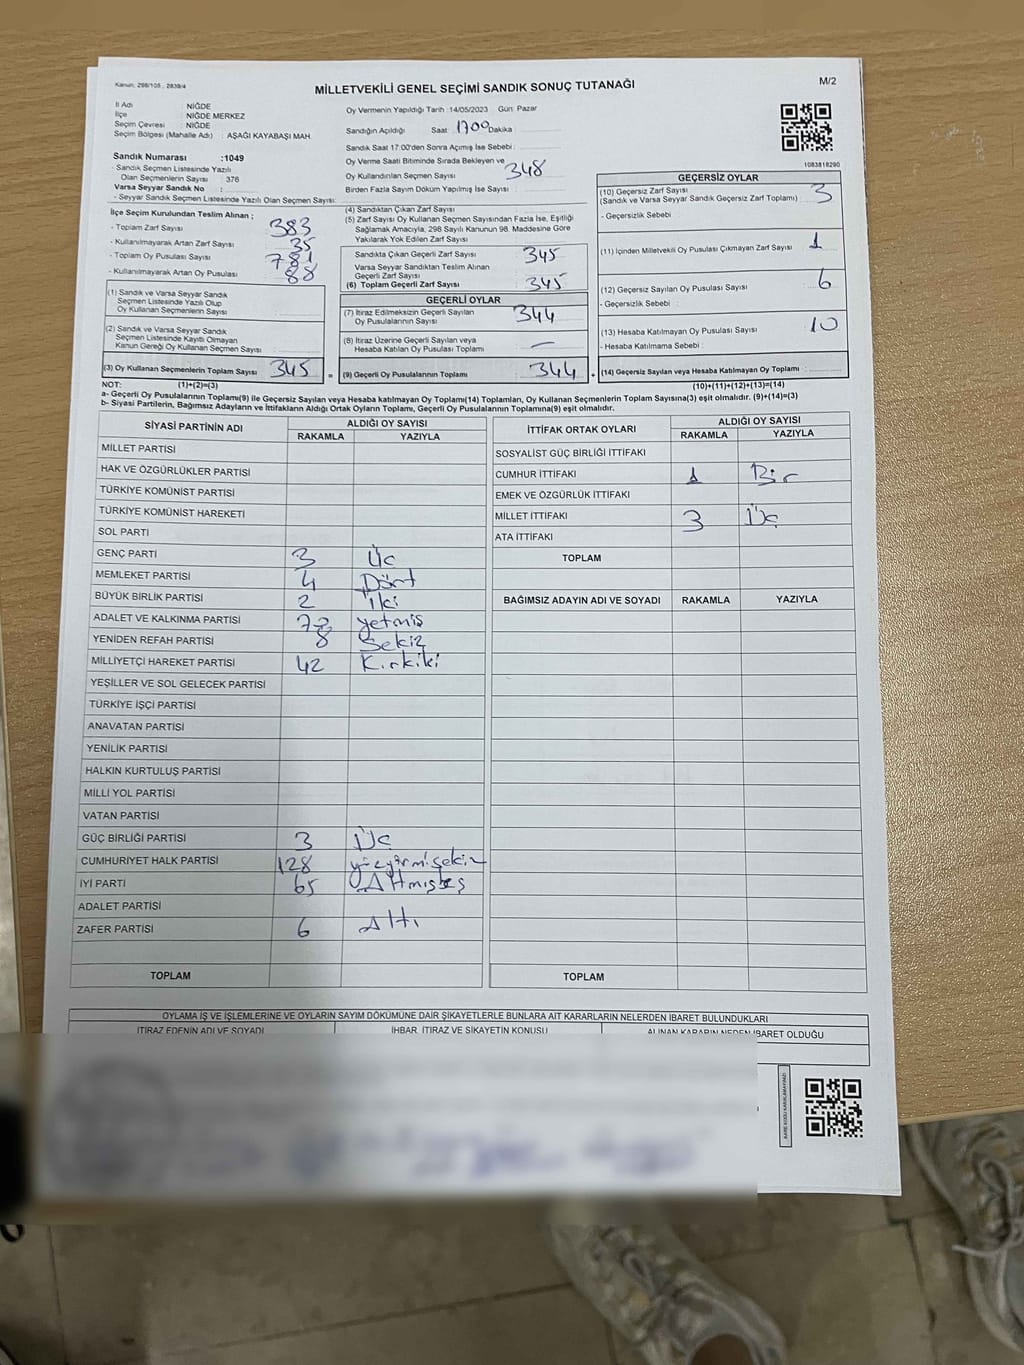 Kanun: 298/105 , 2839/4
MİLLETVEKİLİ GENEL SEÇİMİ SANDIK SONUÇ TUTANAĞI
M/2
İl Adı : NİĞDE
İlçe : NİĞDE MERKEZ
Seçim Çevresi : NİĞDE
Seçim Bölgesi (Mahalle Adı) : AŞAĞI KAYABAŞI MAH.
Sandık Numarası :1049
- Sandık Seçmen Listesinde Yazılı
Olan Seçmenlerin Sayısı : 376
Varsa Seyyar Sandık No :
- Seyyar Sandık Seçmen Listesinde Yazılı Olan Seçmen Sayısı:
Oy Vermenin Yapıldığı Tarih :14/05/2023 Gün: Pazar
Sandığın Açıldığı Saat: 1700 Dakika
Sandık Saat 17:00'den Sonra Açımış İse Sebebi :
Oy Verme Saati Bitiminde Sırada Bekleyen ve
Oy Kullandırılan Seçmen Sayısı 348
Birden Fazla Sayım Döküm Yapılmış İse Sayısı
1083818290
İlçe Seçim Kurulundan Teslim Alınan ;
- Toplam Zarf Sayısı 383
- Kullanılmayarak Artan Zarf Sayısı 35
- Toplam Oy Pusulası Sayısı 781
- Kullanılmayarak Artan Oy Pusulası 88
(1) Sandık ve Varsa Seyyar Sandık
Seçmen Listesinde Yazılı Olup
Oy Kullanan Seçmenlerin Sayısı
(2) Sandık ve Varsa Seyyar Sandık
Seçmen Listesinde Kayıtlı Olmayan
Kanun Gereği Oy Kullanan Seçmen Sayısı
(3) Oy Kullanan Seçmenlerin Toplam Sayısı 345 =
(4) Sandıktan Çıkan Zarf Sayısı
(5) Zarf Sayısı Oy Kullanan Seçmen Sayısından Fazla İse, Eşitliği
Sağlamak Amacıyla, 298 Sayılı Kanunun 98. Maddesine Göre
Yakılarak Yok Edilen Zarf Sayısı
Sandıkta Çıkan Geçerli Zarf Sayısı 345
Varsa Seyyar Sandıktan Teslim Alınan
Geçerli Zarf Sayısı
(6) Toplam Geçerli Zarf Sayısı 345
GEÇERLİ OYLAR
(7) İtiraz Edilmeksizin Geçerli Sayılan
Oy Pusulalarının Sayısı 344
(8) İtiraz Üzerine Geçerli Sayılan veya
Hesaba Katılan Oy Pusulası Toplamı —
(9) Geçerli Oy Pusulalarının Toplamı 344 +
GEÇERSİZ OYLAR
(10) Geçersiz Zarf Sayısı 3
(Sandık ve Varsa Seyyar Sandık Geçersiz Zarf Toplamı)
- Geçersizlik Sebebi :
(11) İçinden Milletvekili Oy Pusulası Çıkmayan Zarf Sayısı 1
(12) Geçersiz Sayılan Oy Pusulası Sayısı 6
- Geçersizlik Sebebi :
(13) Hesaba Katılmayan Oy Pusulası Sayısı 10
- Hesaba Katılmama Sebebi :
(14) Geçersiz Sayılan veya Hesaba Katılmayan Oy Toplamı
NOT: (1)+(2)=(3)
(10)+(11)+(12)+(13)=(14)
a- Geçerli Oy Pusulalarının Toplamı(9) ile Geçersiz Sayılan veya Hesaba Katılmayan Oy Toplamı(14) Toplamları, Oy Kullanan Seçmenlerin Toplam Sayısına(3) eşit olmalıdır. (9)+(14)=(3)
b- Siyasi Partilerin, Bağımsız Adayların ve İttifakların Aldığı Ortak Oyların Toplamı, Geçerli Oy Pusulalarının Toplamına(9) eşit olmalıdır.
SİYASİ PARTİNİN ADI ALDIĞI OY SAYISI
RAKAMLA YAZIYLA
MİLLET PARTİSİ
HAK VE ÖZGÜRLÜKLER PARTİSİ
TÜRKİYE KOMÜNİST PARTİSİ
TÜRKİYE KOMÜNİST HAREKETİ
SOL PARTİ
GENÇ PARTİ 3 Üç
MEMLEKET PARTİSİ 4 Dört
BÜYÜK BİRLİK PARTİSİ 2 İki
ADALET VE KALKINMA PARTİSİ yetmiş
YENİDEN REFAH PARTİSİ 8 Sekiz
MİLLİYETÇİ HAREKET PARTİSİ 42 Kırkiki
YEŞİLLER VE SOL GELECEK PARTİSİ
TÜRKİYE İŞÇİ PARTİSİ
ANAVATAN PARTİSİ
YENİLİK PARTİSİ
HALKIN KURTULUŞ PARTİSİ
MİLLİ YOL PARTİSİ
VATAN PARTİSİ
GÜÇ BİRLİĞİ PARTİSİ 3 Üç
CUMHURİYET HALK PARTİSİ 128 yüzyirmisekiz
İYİ PARTİ 65 Altmışbeş
ADALET PARTİSİ
ZAFER PARTİSİ 6 Altı
TOPLAM
İTTİFAK ORTAK OYLARI ALDIĞI OY SAYISI
RAKAMLA YAZIYLA
SOSYALİST GÜÇ BİRLİĞİ İTTİFAKI
CUMHUR İTTİFAKI 1 Bir
EMEK VE ÖZGÜRLÜK İTTİFAKI
MİLLET İTTİFAKI 3 Üç
ATA İTTİFAKI
TOPLAM
BAĞIMSIZ ADAYIN ADI VE SOYADI RAKAMLA YAZIYLA
TOPLAM
OYLAMA İŞ VE İŞLEMLERİNE VE OYLARIN SAYIM DÖKÜMÜNE DAİR ŞİKAYETLERLE BUNLARA AİT KARARLARIN NELERDEN İBARET BULUNDUKLARI
İTİRAZ EDENİN ADI VE SOYADI İHBAR, İTİRAZ VE ŞİKAYETİN KONUSU ALINAN KARARIN NEDEN İBARET OLDUĞU